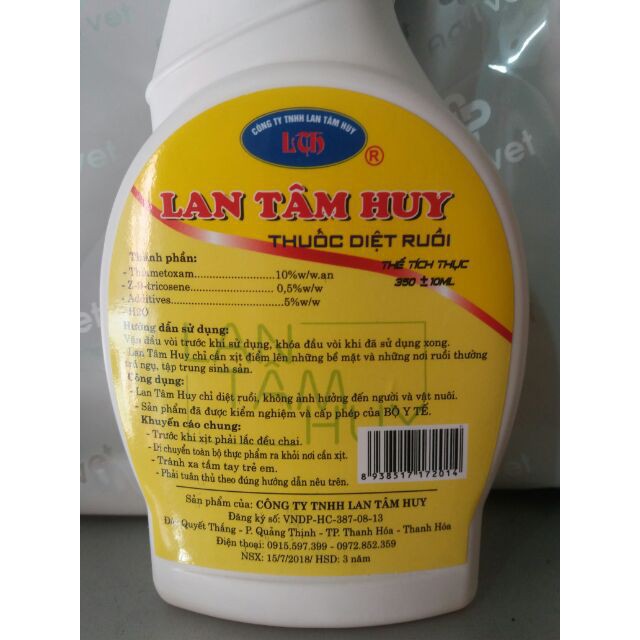 CÔNG TY TNHH LAN TÂM HUY
LTh
®
LAN TÂM HUY
THUỐC DIỆT RUỒI
Thành phần:
THỂ TÍCH THỰC
350 ± 10ML
- Thiametoxam......................10%w/w.an
- Z-9-tricosene...................... 0,5%w/w
- Additives............................5%w/w
- H2O
Hướng dẫn sử dụng:
Vặn đầu vòi trước khi sử dụng, khóa đầu vòi khi đã sử dụng xong.
- Lan Tâm Huy chỉ cần xịt điểm lên những bề mặt và những nơi ruồi thường
trú ngụ, tập trung sinh sản.
Công dụng:
- Lan Tâm Huy chỉ diệt ruồi, không ảnh hưởng đến người và vật nuôi.
- Sản phẩm đã được kiểm nghiệm và cấp phép của BỘ Y TẾ.
Khuyến cáo chung:
- Trước khi xịt phải lắc đều chai.
- Di chuyển toàn bộ thực phẩm ra khỏi nơi cần xịt.
- Tránh xa tầm tay trẻ em.
- Phải tuân thủ theo đúng hướng dẫn nêu trên.
LAN
TÂM
HUY
8 938517 172014
Sản phẩm của: CÔNG TY TNHH LAN TÂM HUY
Đăng ký số: VNDP-HC-387-08-13
Quyết Thắng - P. Quảng Thịnh - TP. Thanh Hóa - Thanh Hóa
Điện thoại: 0915.597.399 - 0972.852.359
NSX: 15/7/2018/ HSD: 3 năm
vet